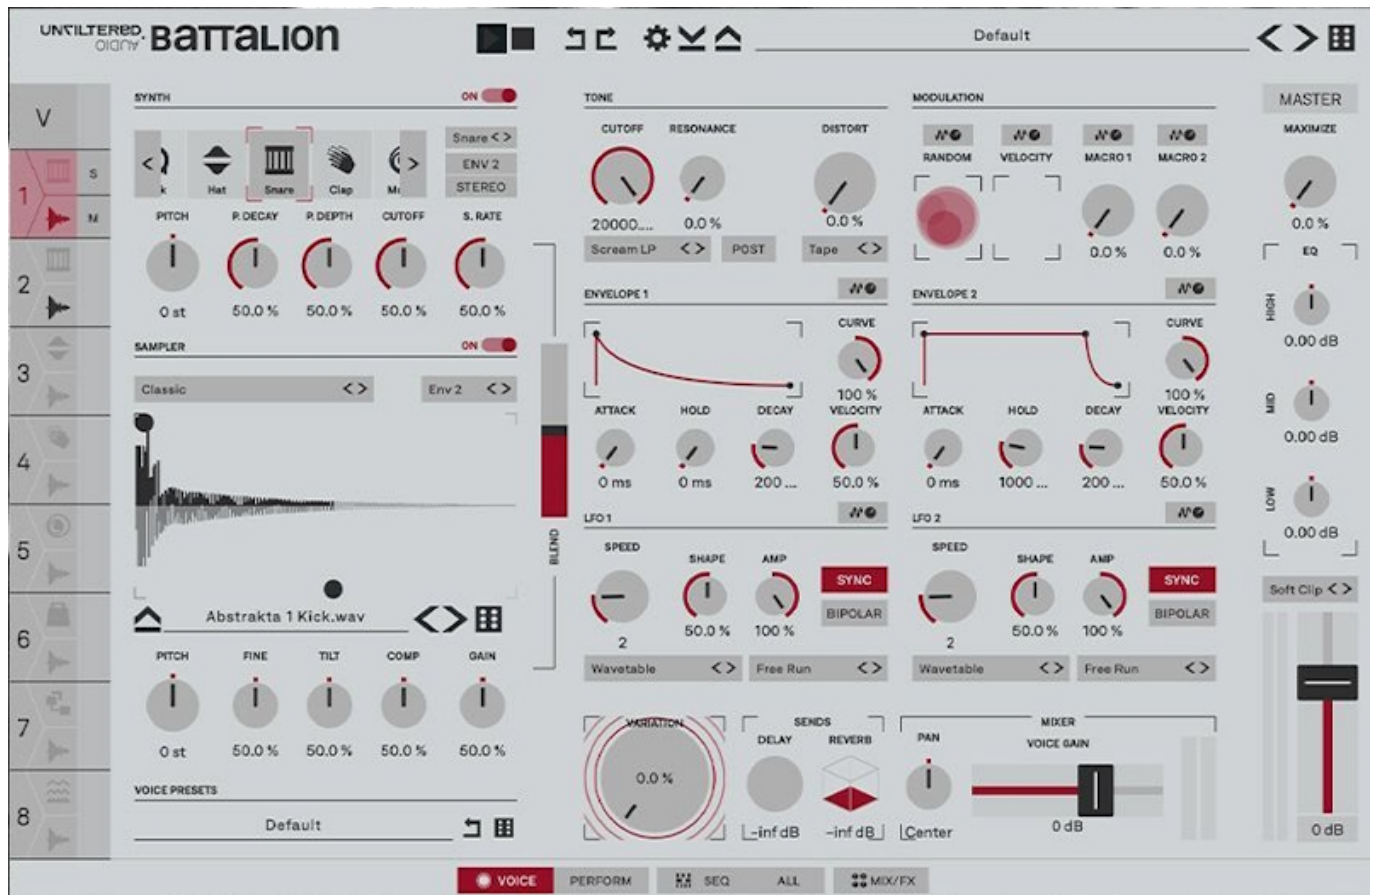 UNFILTERED. AUDIO BATTALION
Default
V
SYNTH ON
k Hat Snare Clap
Snare <>
ENV 2
STEREO
PITCH P. DECAY P. DEPTH CUTOFF S. RATE
0 st 50.0 % 50.0 % 50.0 % 50.0 %
SAMPLER ON
Classic <> Env 2 <>
Abstrakta 1 Kick.wav
PITCH FINE TILT COMP GAIN
0 st 50.0 % 50.0 % 50.0 % 50.0 %
VOICE PRESETS
Default
BLEND
1 S
M
2
3
4
5
6
7
8
TONE
CUTOFF RESONANCE DISTORT
20000.... 0.0 % 0.0 %
Scream LP <> POST Tape <>
ENVELOPE 1
CURVE
100 %
ATTACK HOLD DECAY VELOCITY
0 ms 0 ms 200 ... 50.0 %
LFO 1
SPEED SHAPE AMP SYNC
BIPOLAR
2 50.0 % 100 %
Wavetable <> Free Run <>
MODULATION
RANDOM VELOCITY MACRO 1 MACRO 2
0.0 % 0.0 %
ENVELOPE 2
CURVE
100 %
ATTACK HOLD DECAY VELOCITY
0 ms 1000 ... 200 ... 50.0 %
LFO 2
SPEED SHAPE AMP SYNC
BIPOLAR
2 50.0 % 100 %
Wavetable <> Free Run <>
VARIATION
0.0 %
SENDS
DELAY REVERB
-inf dB -inf dB
MIXER
PAN VOICE GAIN
Center 0 dB
MASTER
MAXIMIZE
0.0 %
EQ
HIGH
0.00 dB
MID
0.00 dB
LOW
0.00 dB
Soft Clip <>
0 dB
VOICE PERFORM SEQ ALL MIX/FX